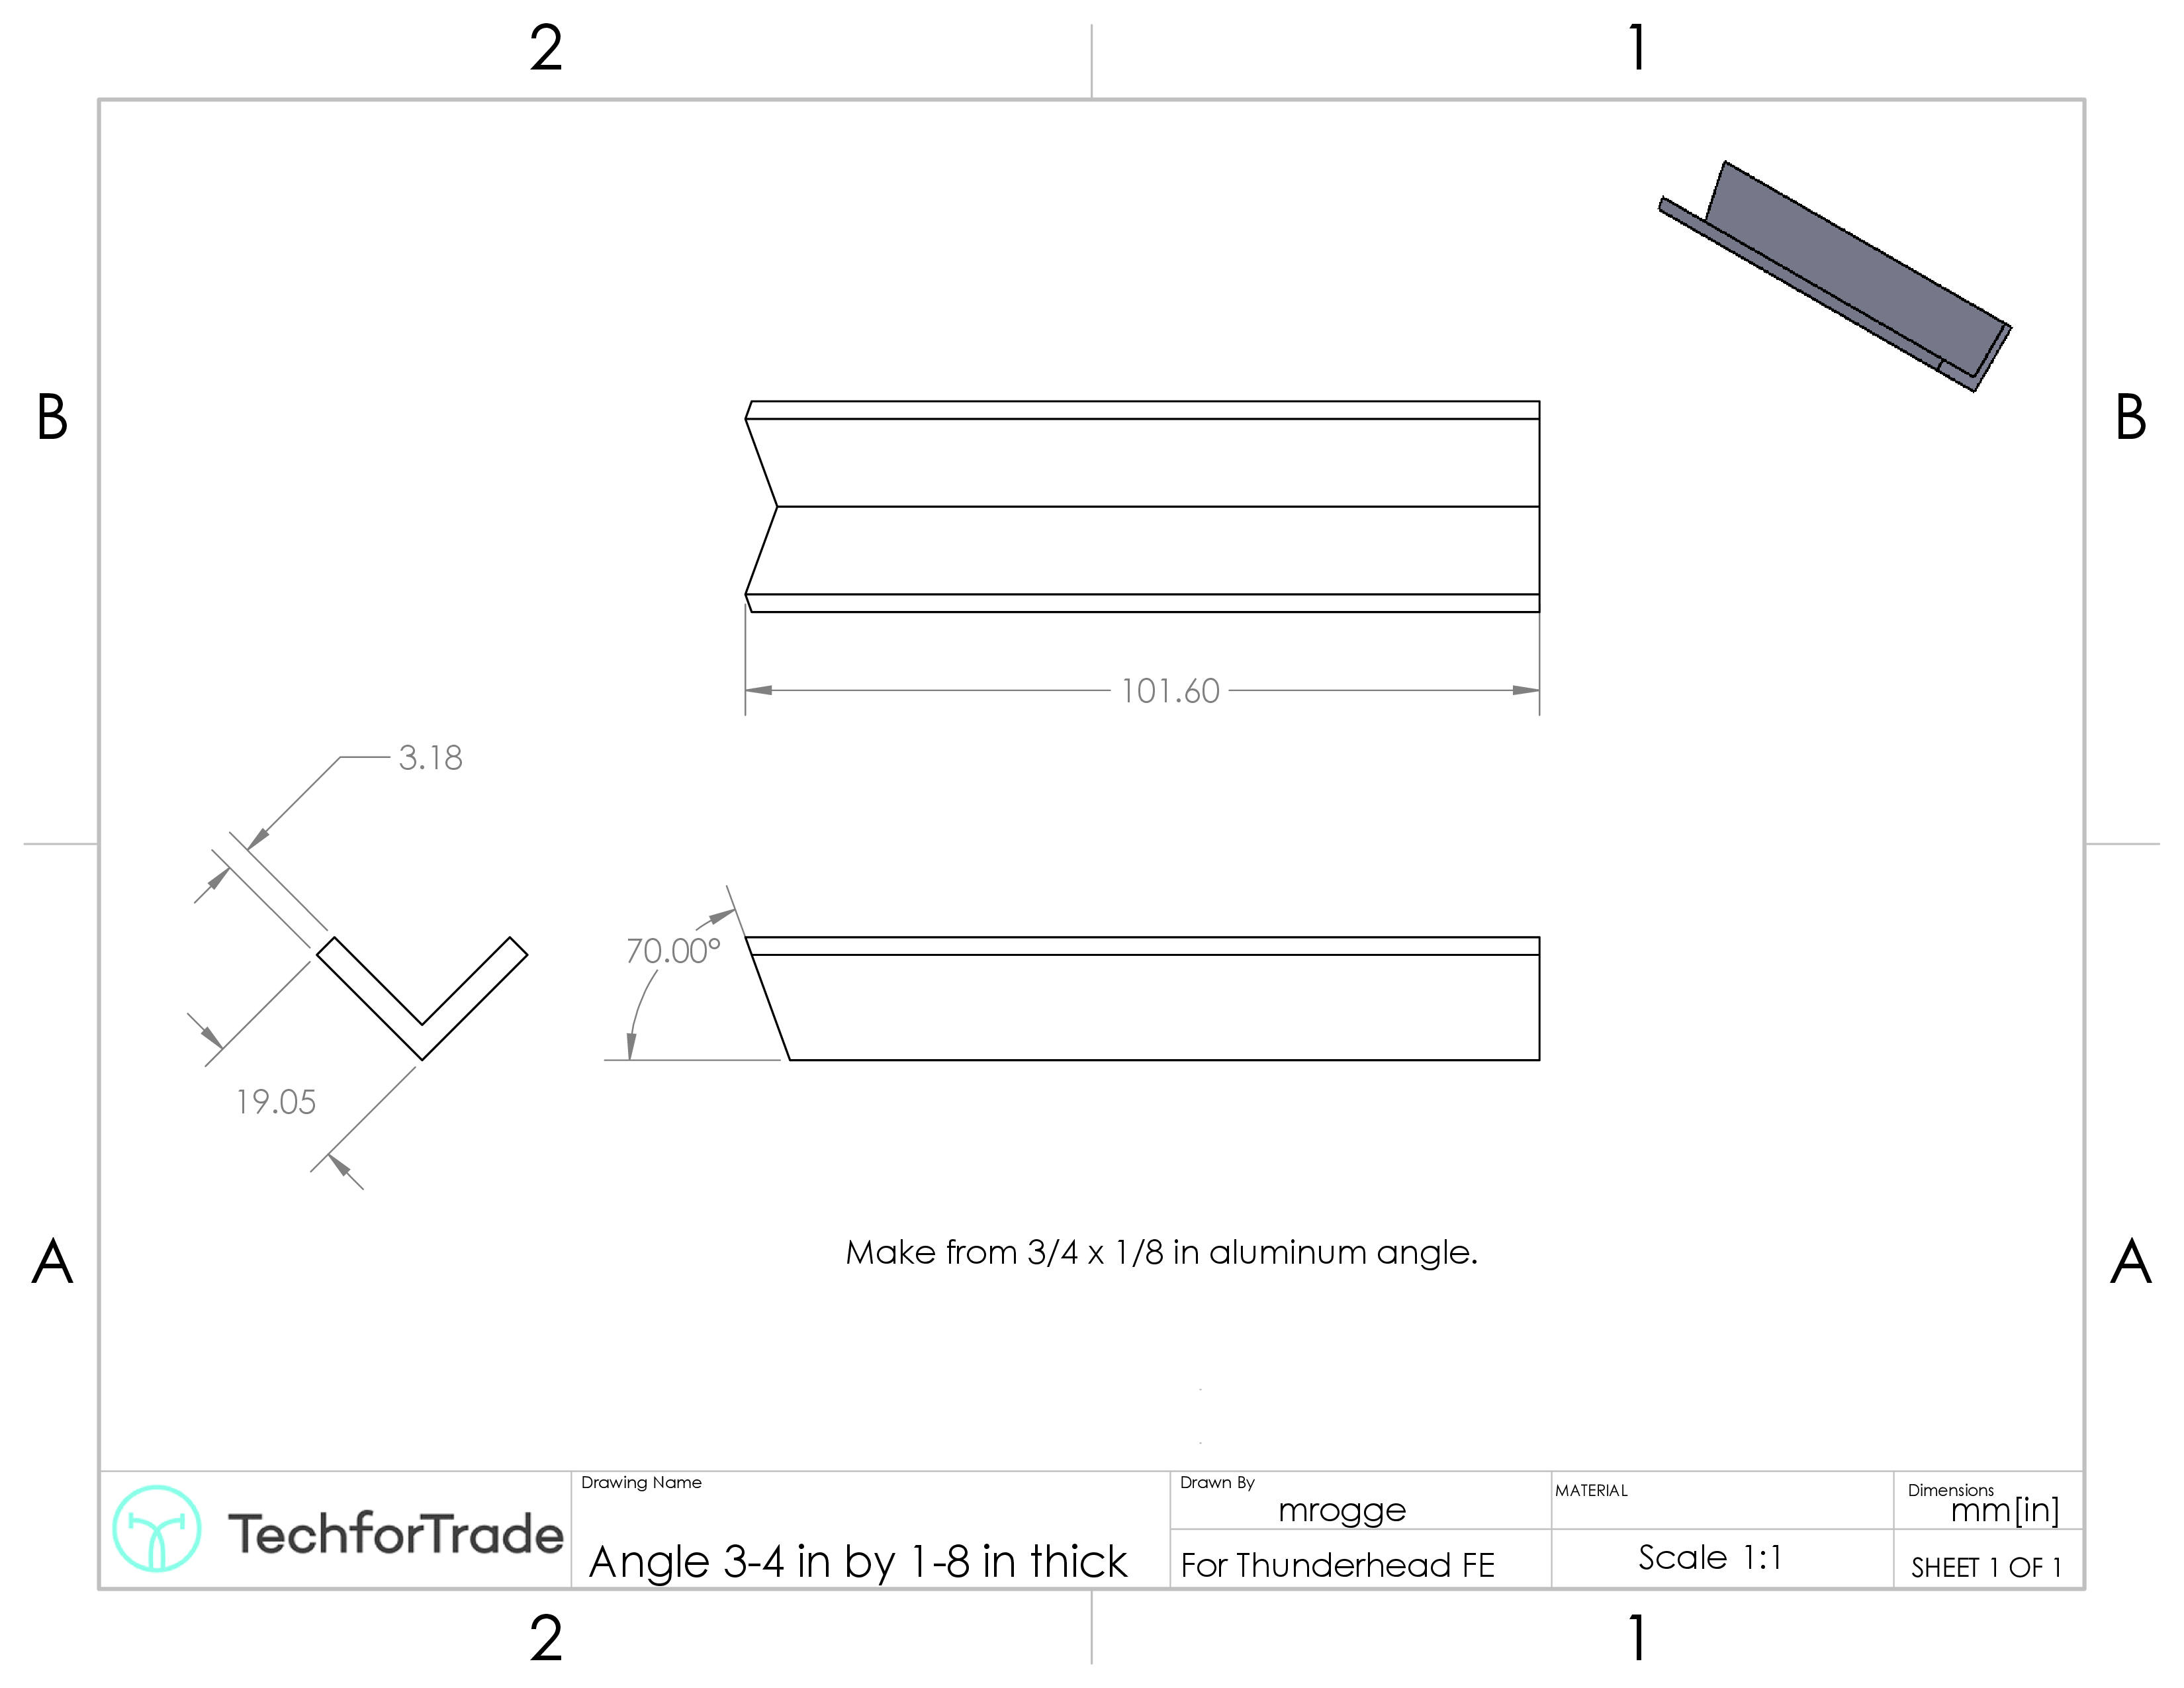 2
1
B
B
101.60
3.18
70.00°
19.05
A
Make from 3/4 x 1/8 in aluminum angle.
A
TechforTrade
Drawing Name
Angle 3-4 in by 1-8 in thick
Drawn By
mrogge
For Thunderhead FE
MATERIAL
Scale 1:1
Dimensions
mm[in]
SHEET 1 OF 1
2
1